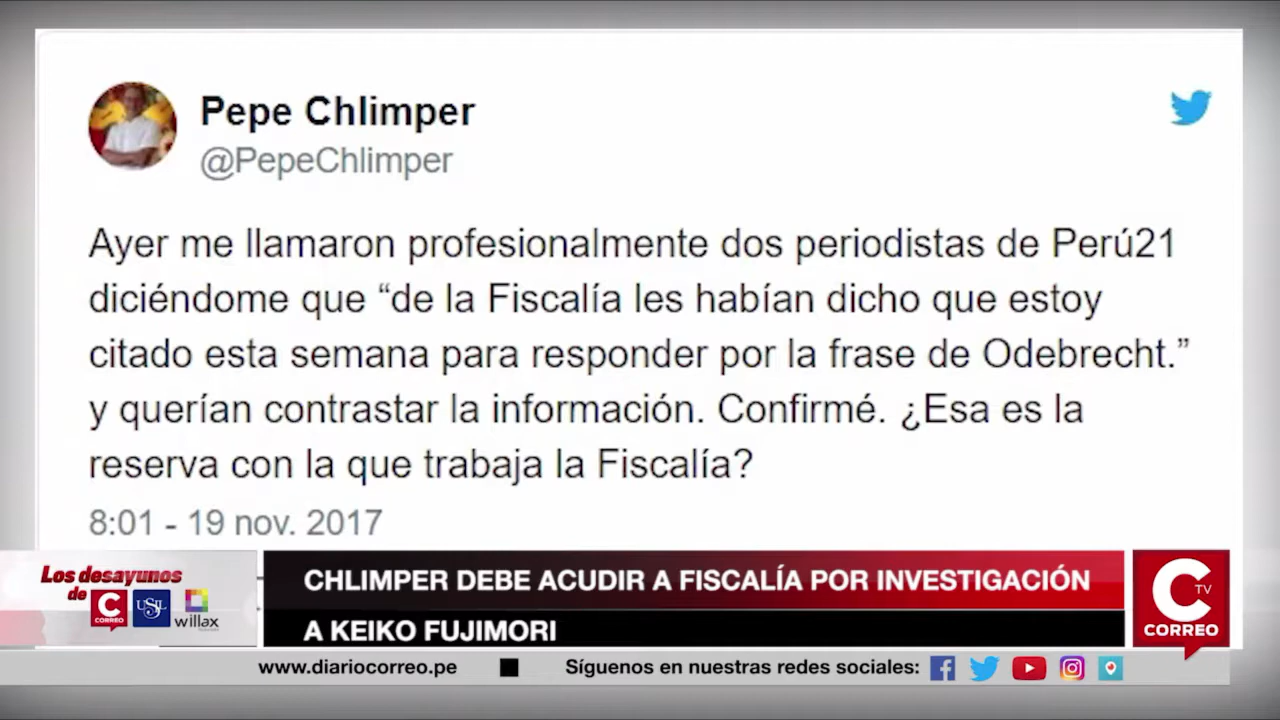 Pepe Chlimper
@PepeChlimper
Ayer me llamaron profesionalmente dos periodistas de Perú21
diciéndome que “de la Fiscalía les habían dicho que estoy
citado esta semana para responder por la frase de Odebrecht.”
y querían contrastar la información. Confirmé. ¿Esa es la
reserva con la que trabaja la Fiscalía?
8:01 - 19 nov. 2017
Los desayunos
de C CORREO USIL willax
CHLIMPER DEBE ACUDIR A FISCALÍA POR INVESTIGACIÓN
A KEIKO FUJIMORI
C TV
CORREO
www.diariocorreo.pe Síguenos en nuestras redes sociales: